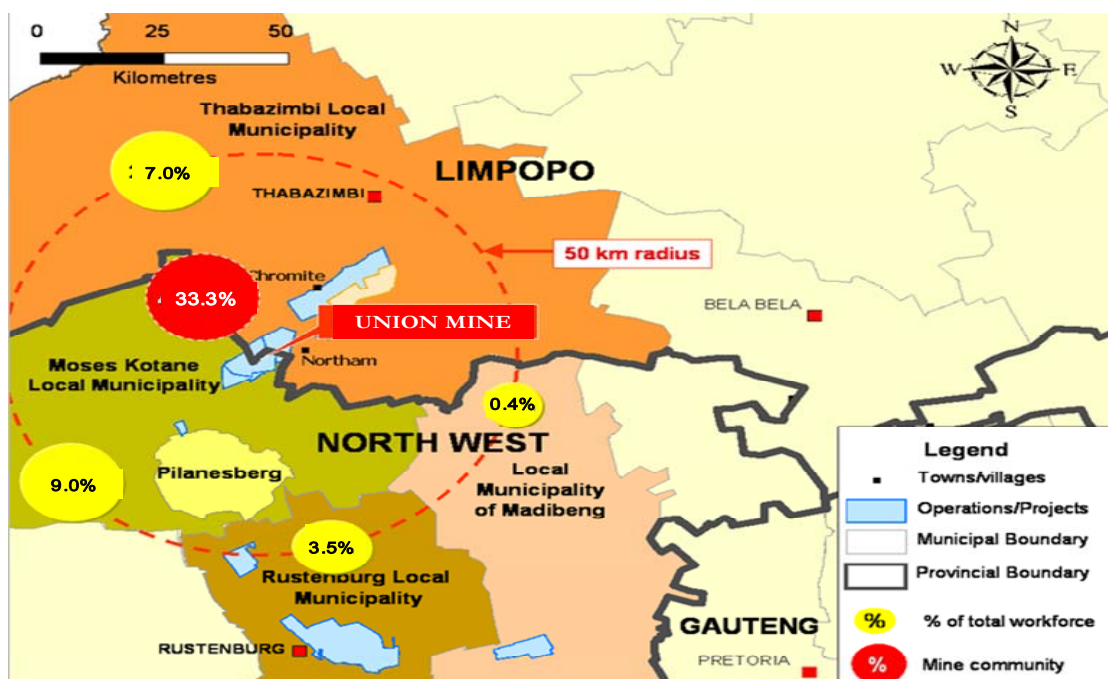 0 25 50
Kilometres
N
W E
S
Thabazimbi Local
Municipality
7.0%
LIMPOPO
THABAZIMBI
50 km radius
Chromite
33.3%
BELA BELA
UNION MINE
Northam
Moses Kotane
Local Municipality
0.4%
NORTH WEST
Pilanesberg
9.0%
Local
Municipality
of Madibeng
3.5%
Rustenburg Local
Municipality
RUSTENBURG
GAUTENG
PRETORIA
Legend
Towns/villages
Operations/Projects
Municipal Boundary
Provincial Boundary
% % of total workforce
% Mine community